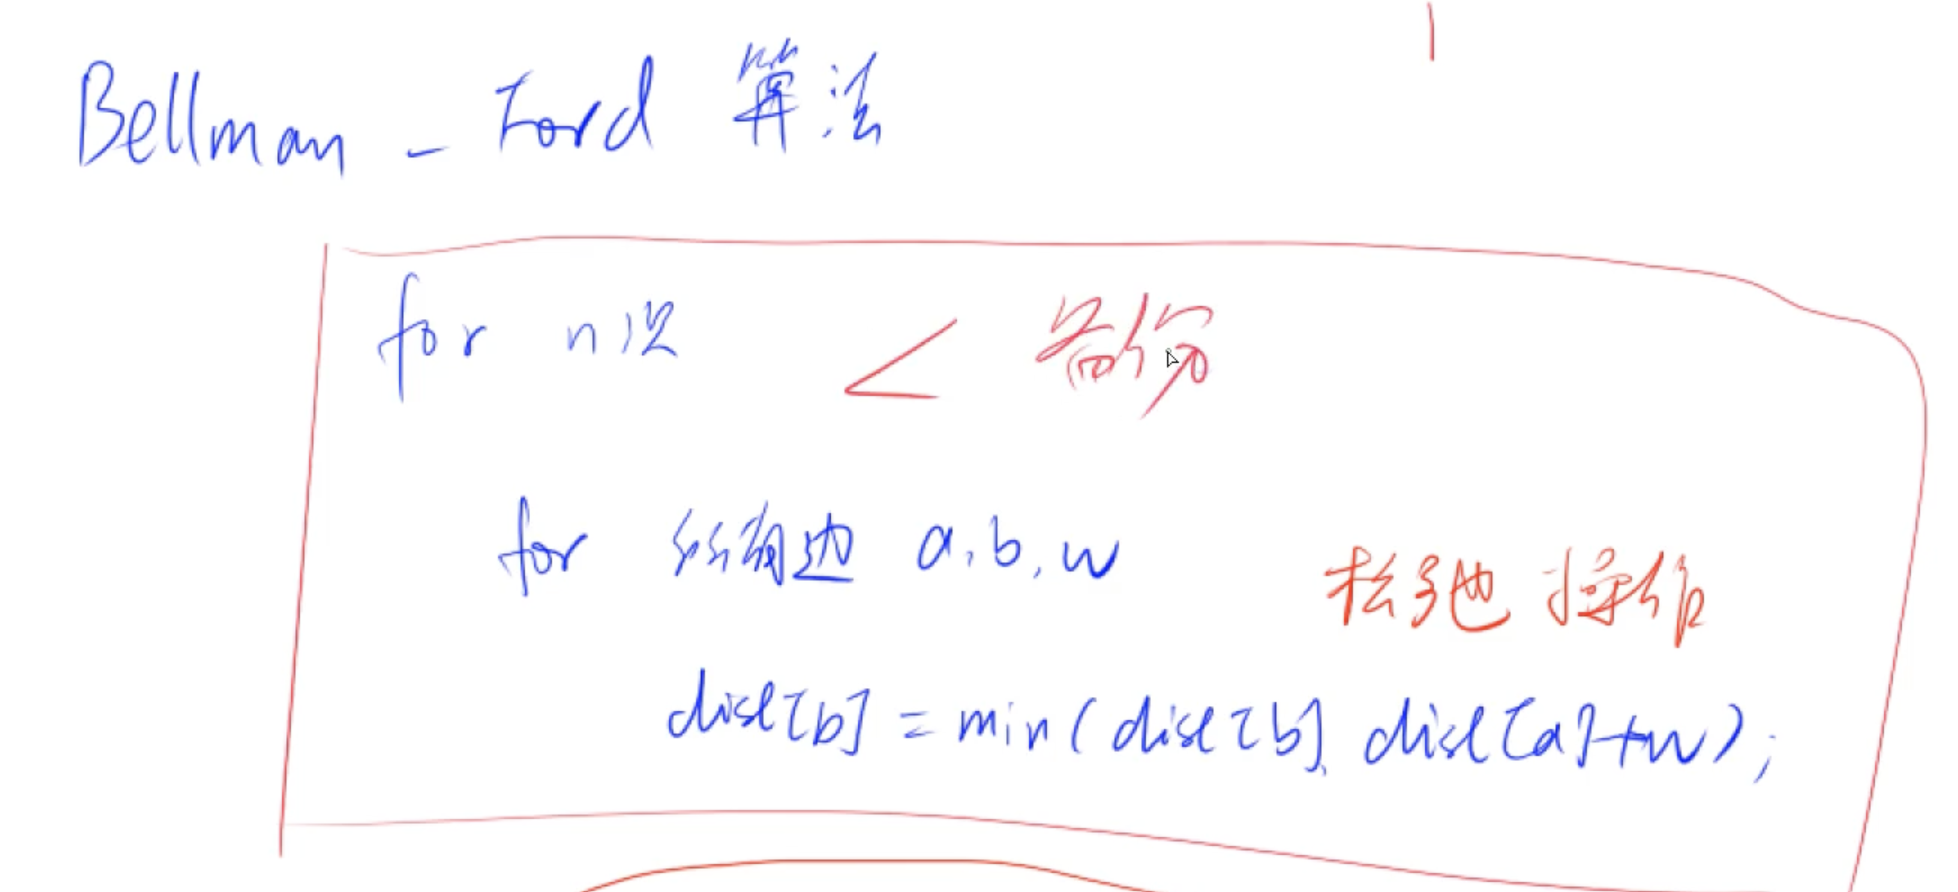 Bellman - Ford 算法
for n次 < 备份
for 所有边 a,b,w
松弛操作
dist[b] = min(dist[b], dist[a]+w);